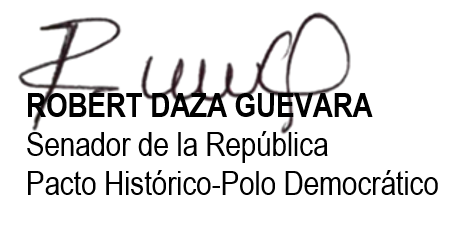 ROBERT DAZA GUEVARA
Senador de la República
Pacto Histórico-Polo Democrático